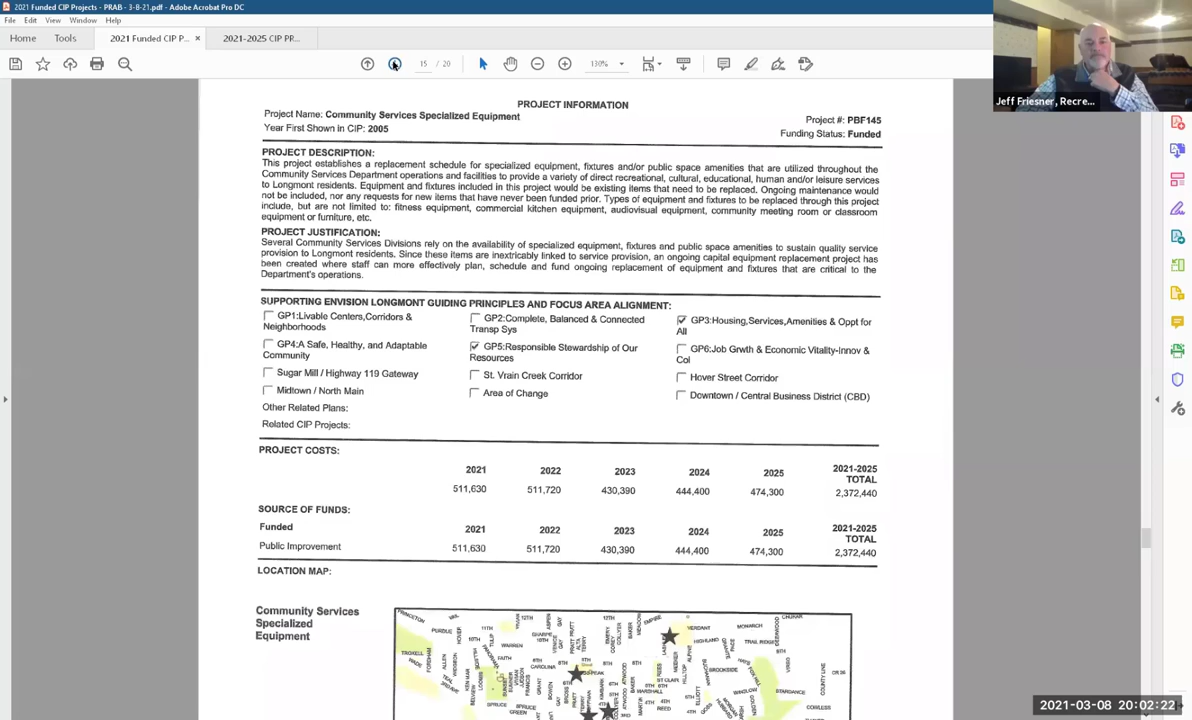 2021 Funded CIP Projects - PRAB - 3-8-21.pdf - Adobe Acrobat Pro DC
File Edit View Window Help
Home Tools 2021 Funded CIP P... × 2021-2025 CIP PR...
15 / 20 130%
Jeff Friesner, Recre...
PROJECT INFORMATION
Project Name: Community Services Specialized Equipment
Project #: PBF145
Year First Shown in CIP: 2005
Funding Status: Funded
PROJECT DESCRIPTION:
This project establishes a replacement schedule for specialized equipment, fixtures and/or public space amenities that are utilized throughout the
Community Services Department operations and facilities to provide a variety of direct recreational, cultural, educational, human and/or leisure services
to Longmont residents. Equipment and fixtures included in this project would be existing items that need to be replaced. Ongoing maintenance would
not be included, nor any requests for new items that have never been funded prior. Types of equipment and fixtures to be replaced through this project
include, but are not limited to: fitness equipment, commercial kitchen equipment, audiovisual equipment, community meeting room or classroom
equipment or furniture, etc.
PROJECT JUSTIFICATION:
Several Community Services Divisions rely on the availability of specialized equipment, fixtures and public space amenities to sustain quality service
provision to Longmont residents. Since these items are inextricably linked to service provision, an ongoing capital equipment replacement project has
been created where staff can more effectively plan, schedule and fund ongoing replacement of equipment and fixtures that are critical to the
Department's operations.
SUPPORTING ENVISION LONGMONT GUIDING PRINCIPLES AND FOCUS AREA ALIGNMENT:
GP1:Livable Centers,Corridors &
Neighborhoods
GP2:Complete, Balanced & Connected
Transp Sys
GP3:Housing,Services,Amenities & Oppt for
All
GP4:A Safe, Healthy, and Adaptable
Community
GP5:Responsible Stewardship of Our
Resources
GP6:Job Grwth & Economic Vitality-Innov &
Col
Sugar Mill / Highway 119 Gateway
St. Vrain Creek Corridor
Hover Street Corridor
Midtown / North Main
Area of Change
Downtown / Central Business District (CBD)
Other Related Plans:
Related CIP Projects:
PROJECT COSTS:
2021 2022 2023 2024 2025 2021-2025
TOTAL
511,630 511,720 430,390 444,400 474,300 2,372,440
SOURCE OF FUNDS:
Funded 2021 2022 2023 2024 2025 2021-2025
TOTAL
Public Improvement 511,630 511,720 430,390 444,400 474,300 2,372,440
LOCATION MAP:
Community Services
Specialized
Equipment
2021-03-08 20:02:22